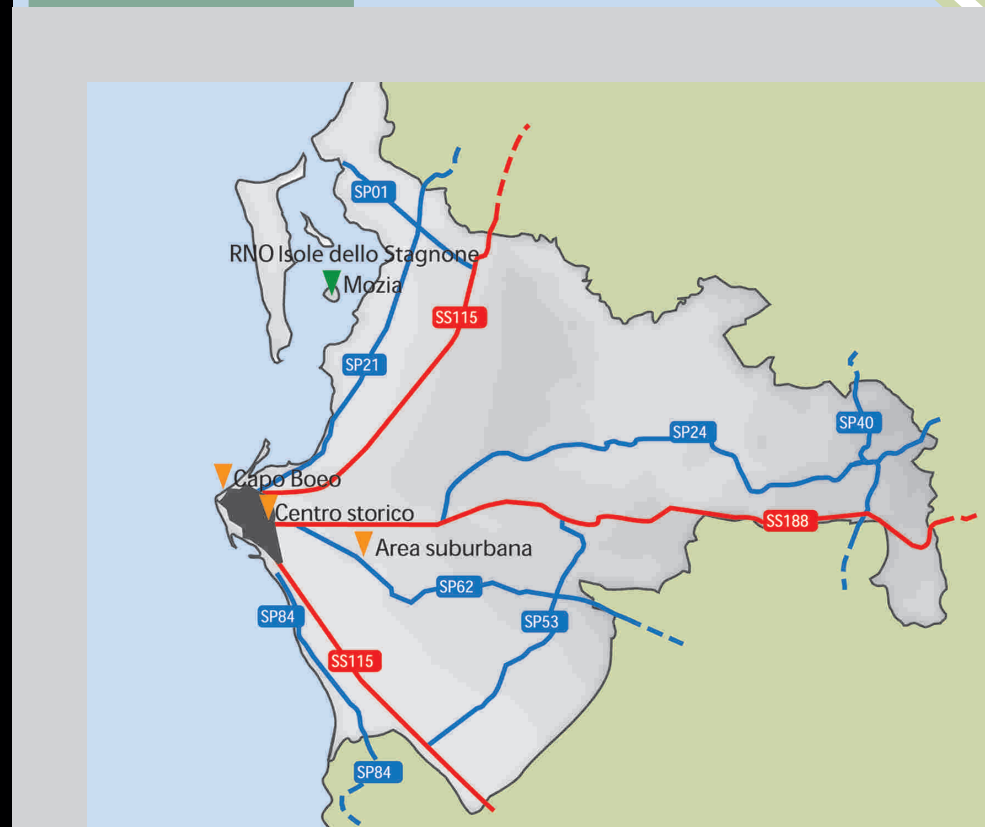 SP01
RNO Isole dello Stagnone
Mozia
SS115
SP21
SP40
SP24
Capo Boeo
Centro storico
SS188
Area suburbana
SP62
SP84
SP53
SS115
SP84